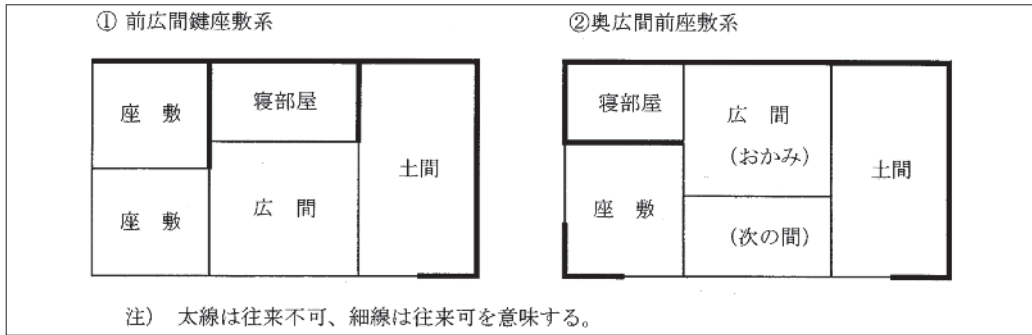 ① 前広間鍵座敷系
座 敷
寝部屋
土間
座 敷
広 間
②奥広間前座敷系
寝部屋
広 間
(おかみ)
土間
座 敷
(次の間)
注) 太線は往来不可、細線は往来可を意味する。